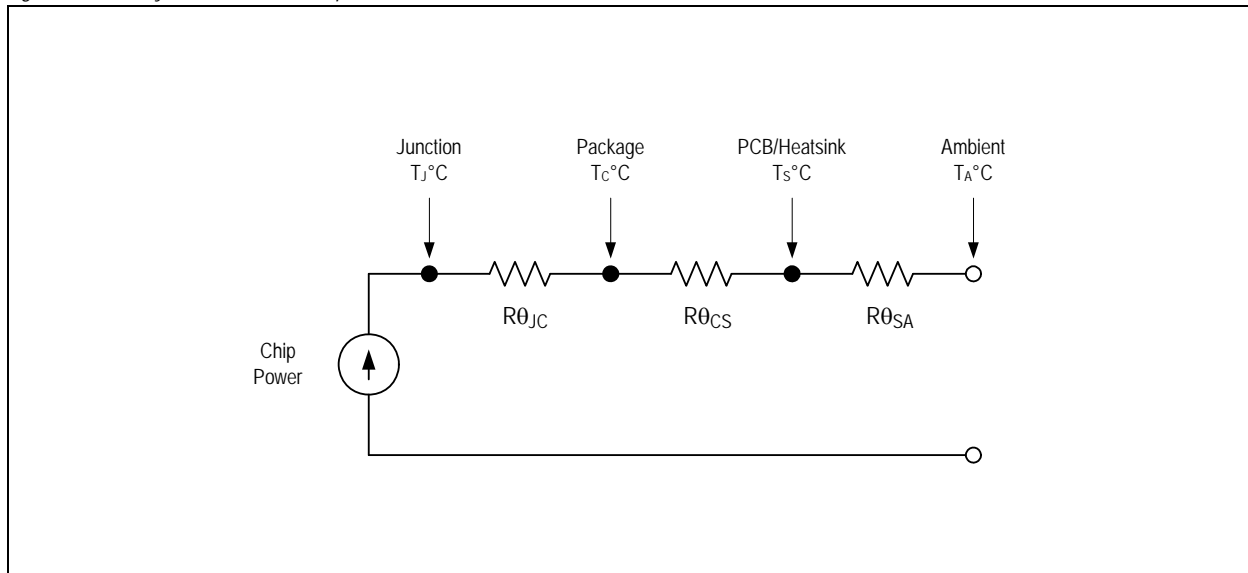 Junction
TJ°C
Package
TC°C
PCB/Heatsink
TS°C
Ambient
TA°C
RθJC
RθCS
RθSA
Chip
Power